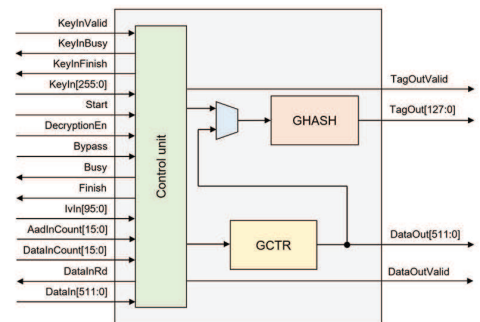 KeyInValid
KeyInBusy
KeyInFinish
KeyIn[255:0]
Start
DecryptionEn
Bypass
Busy
Finish
IvIn[95:0]
AadInCount[15:0]
DataInCount[15:0]
DataInRd
DataIn[511:0]
Control unit
GHASH
GCTR
TagOutValid
TagOut[127:0]
DataOut[511:0]
DataOutValid